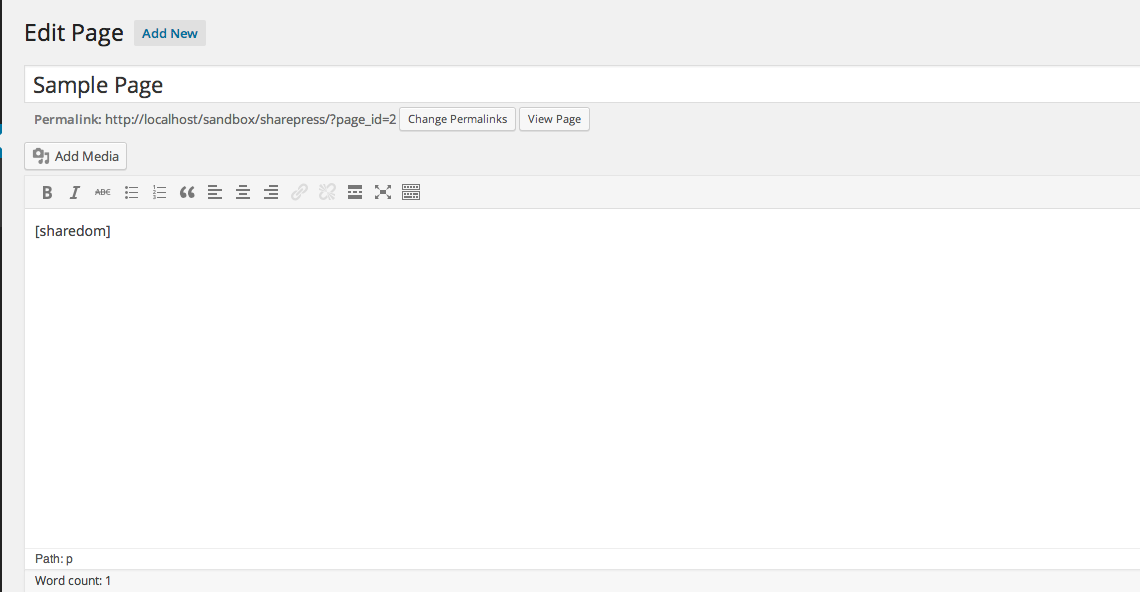 Edit Page Add New
Sample Page
Permalink: http://localhost/sandbox/sharepress/?page_id=2 Change Permalinks View Page
Add Media
B I ABC
[sharedom]
Path: p
Word count: 1